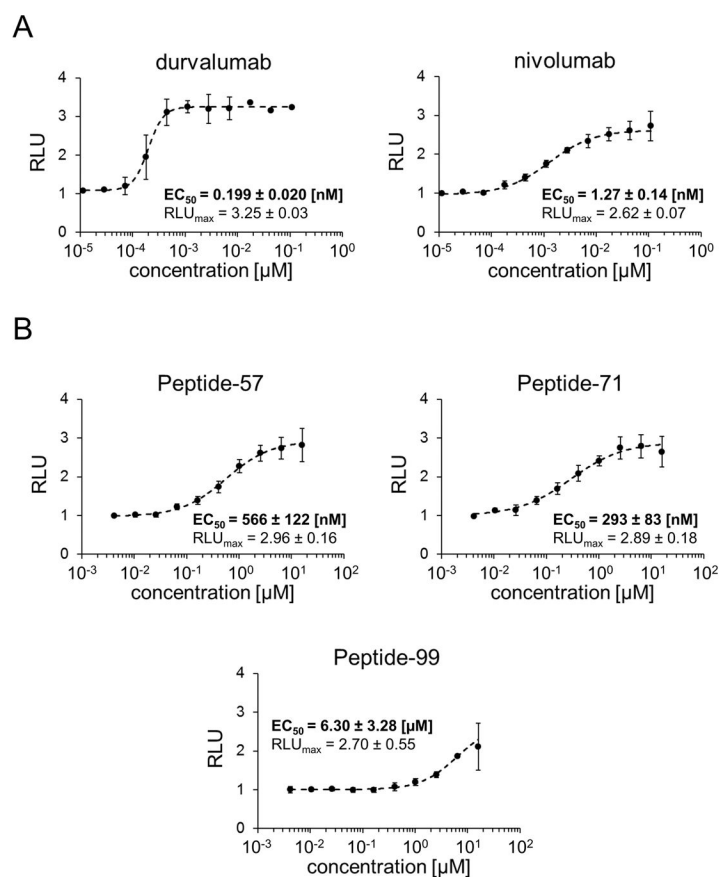 A
durvalumab
4
3
2
1
0
RLU
EC₅₀ = 0.199 ± 0.020 [nM]
RLUₘₐₓ = 3.25 ± 0.03
10⁻⁵ 10⁻⁴ 10⁻³ 10⁻² 10⁻¹ 10⁰
concentration [µM]
nivolumab
4
3
2
1
0
RLU
EC₅₀ = 1.27 ± 0.14 [nM]
RLUₘₐₓ = 2.62 ± 0.07
10⁻⁵ 10⁻⁴ 10⁻³ 10⁻² 10⁻¹ 10⁰
concentration [µM]
B
Peptide-57
4
3
2
1
0
RLU
EC₅₀ = 566 ± 122 [nM]
RLUₘₐₓ = 2.96 ± 0.16
10⁻³ 10⁻² 10⁻¹ 10⁰ 10¹ 10²
concentration [µM]
Peptide-71
4
3
2
1
0
RLU
EC₅₀ = 293 ± 83 [nM]
RLUₘₐₓ = 2.89 ± 0.18
10⁻³ 10⁻² 10⁻¹ 10⁰ 10¹ 10²
concentration [µM]
Peptide-99
4
3
2
1
0
RLU
EC₅₀ = 6.30 ± 3.28 [µM]
RLUₘₐₓ = 2.70 ± 0.55
10⁻³ 10⁻² 10⁻¹ 10⁰ 10¹ 10²
concentration [µM]